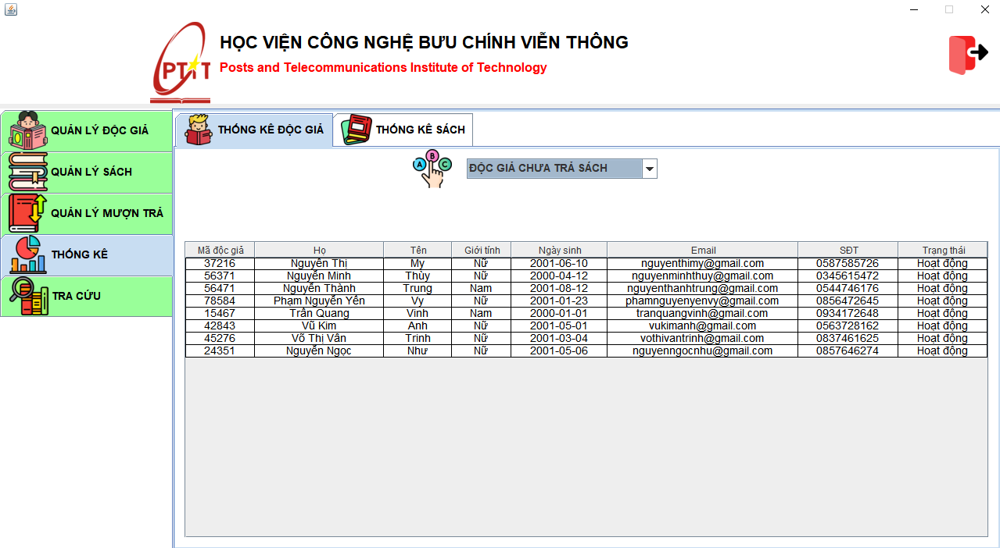 HỌC VIỆN CÔNG NGHỆ BƯU CHÍNH VIỄN THÔNG
PTIT
Posts and Telecommunications Institute of Technology
QUẢN LÝ ĐỘC GIẢ
QUẢN LÝ SÁCH
QUẢN LÝ MƯỢN TRẢ
THỐNG KÊ
TRA CỨU
THỐNG KÊ ĐỘC GIẢ THỐNG KÊ SÁCH
A B C
ĐỘC GIẢ CHƯA TRẢ SÁCH
Mã độc giả Họ Tên Giới tính Ngày sinh Email SĐT Trạng thái
37216 Nguyễn Thị My Nữ 2001-06-10 nguyenthimy@gmail.com 0587585726 Hoạt động
56371 Nguyễn Minh Thùy Nữ 2000-04-12 nguyenminhthuy@gmail.com 0345615472 Hoạt động
56471 Nguyễn Thành Trung Nam 2001-08-12 nguyenthanhtrung@gmail.com 0544746176 Hoạt động
78584 Phạm Nguyễn Yến Vy Nữ 2001-01-23 phamnguyenyenvy@gmail.com 0856472645 Hoạt động
15467 Trần Quang Vinh Nam 2000-01-01 tranquangvinh@gmail.com 0934172648 Hoạt động
42843 Vũ Kim Anh Nữ 2001-05-01 vukimanh@gmail.com 0563728162 Hoạt động
45276 Võ Thị Vân Trinh Nữ 2001-03-04 vothivantrinh@gmail.com 0837461625 Hoạt động
24351 Nguyễn Ngọc Như Nữ 2001-05-06 nguyenngocnhu@gmail.com 0857646274 Hoạt động